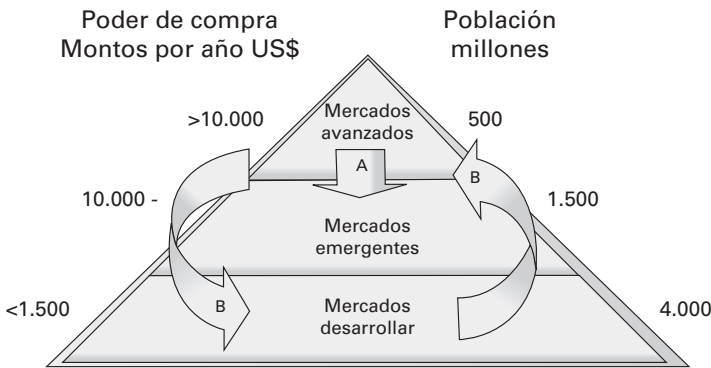 Poder de compra
Montos por año US$
Población
millones
>10.000
Mercados
avanzados
500
A
B
10.000 -
1.500
Mercados
emergentes
<1.500
B
Mercados
desarrollar
4.000